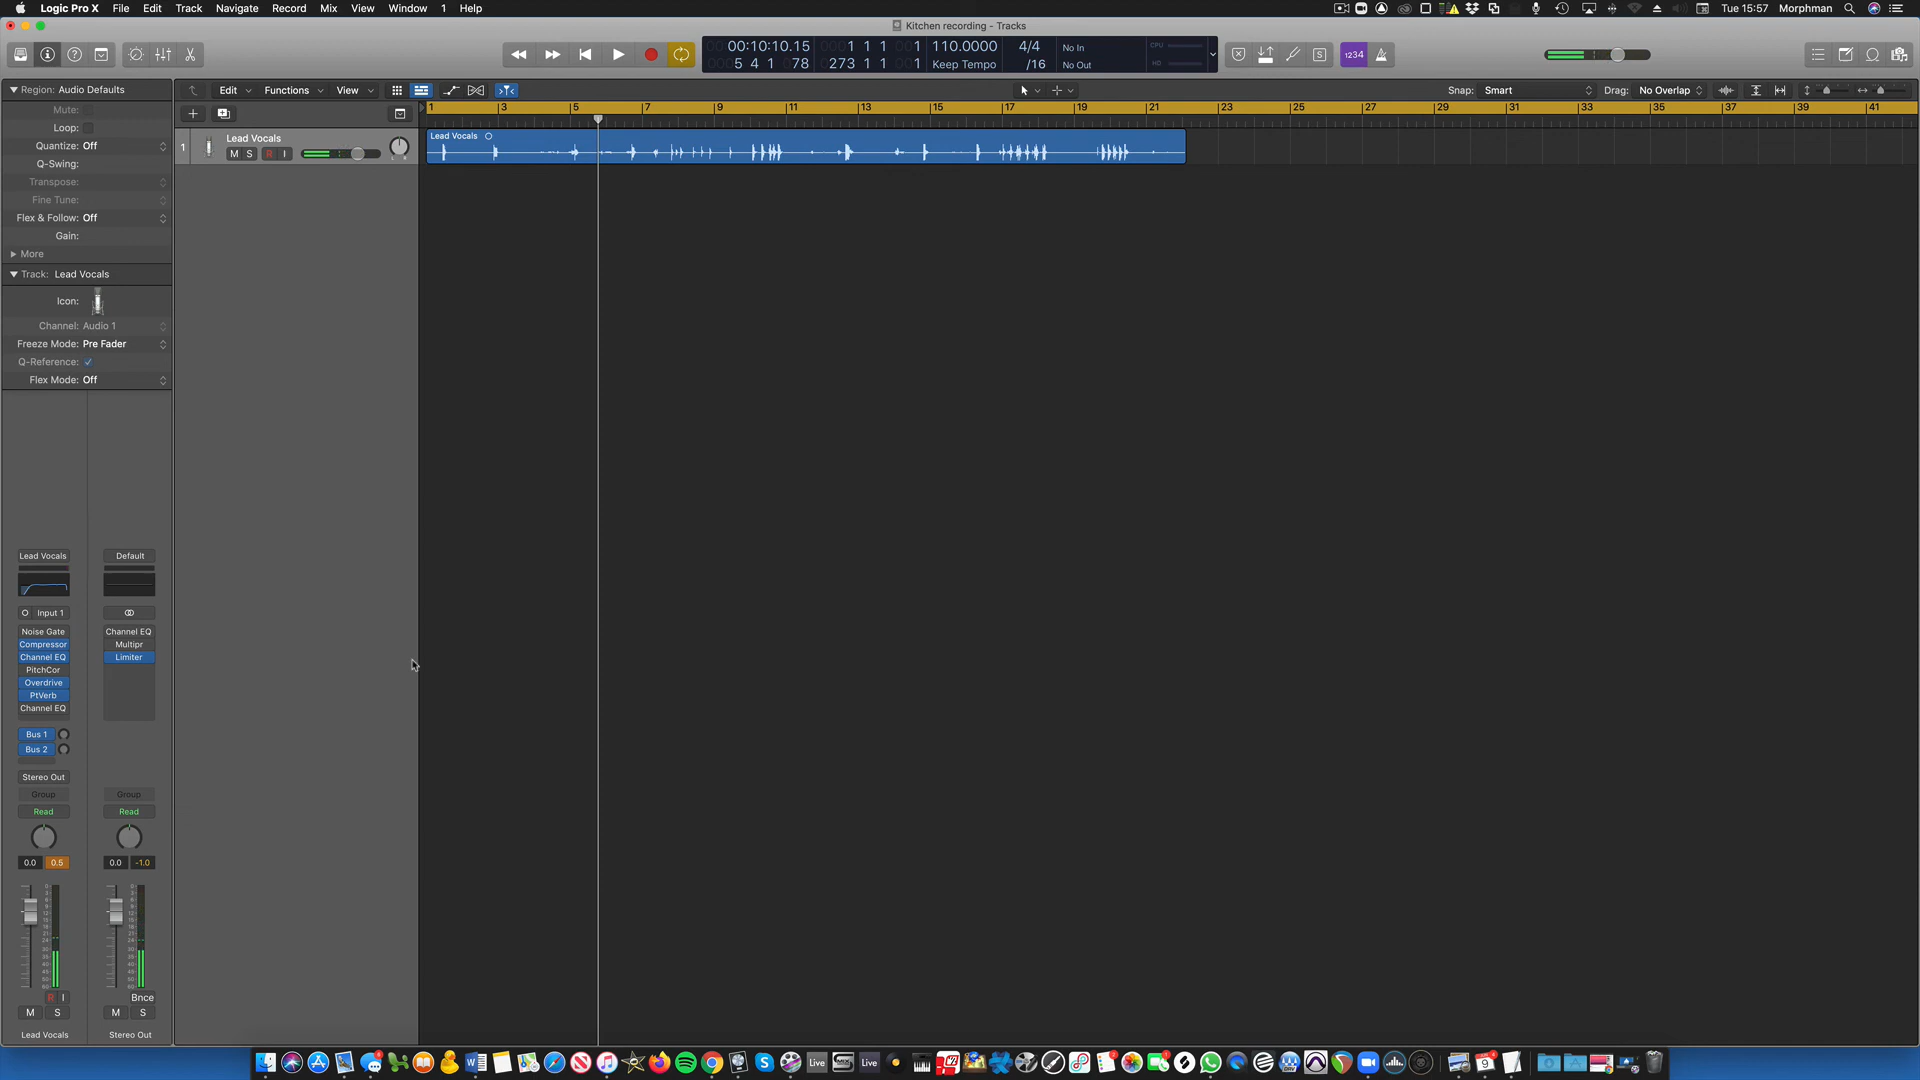 Logic Pro X File Edit Track Navigate Record Mix View Window 1 Help
Tue 15:57 Morphman
Kitchen recording - Tracks
00:10:10.15 1 1 1 1 110.0000 4/4 No In CPU
5 4 1 078 273 1 1 1 Keep Tempo /16 No Out HD
1234
Region: Audio Defaults
Edit Functions View
Snap: Smart Drag: No Overlap
Mute:
Loop:
Quantize: Off
Q-Swing:
Transpose:
Fine Tune:
Flex & Follow: Off
Gain:
More
Track: Lead Vocals
Icon:
Channel: Audio 1
Freeze Mode: Pre Fader
Q-Reference:
Flex Mode: Off
1 3 5 7 9 11 13 15 17 19 21 23 25 27 29 31 33 35 37 39 41
1 Lead Vocals
M S R I
L R
Lead Vocals
Lead Vocals Default
Input 1
Noise Gate Channel EQ
Compressor Multipr
Channel EQ Limiter
PitchCor
Overdrive
PtVerb
Channel EQ
Bus 1
Bus 2
Stereo Out
Group Group
Read Read
0.0 0.5 0.0 -1.0
R I Bnce
M S M S
Lead Vocals Stereo Out
Live Live